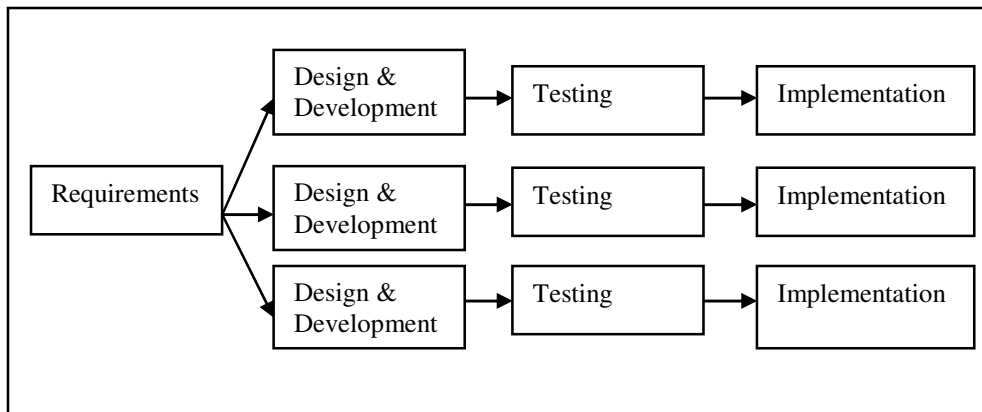 Design &
Development
Testing
Implementation
Requirements
Design &
Development
Testing
Implementation
Design &
Development
Testing
Implementation